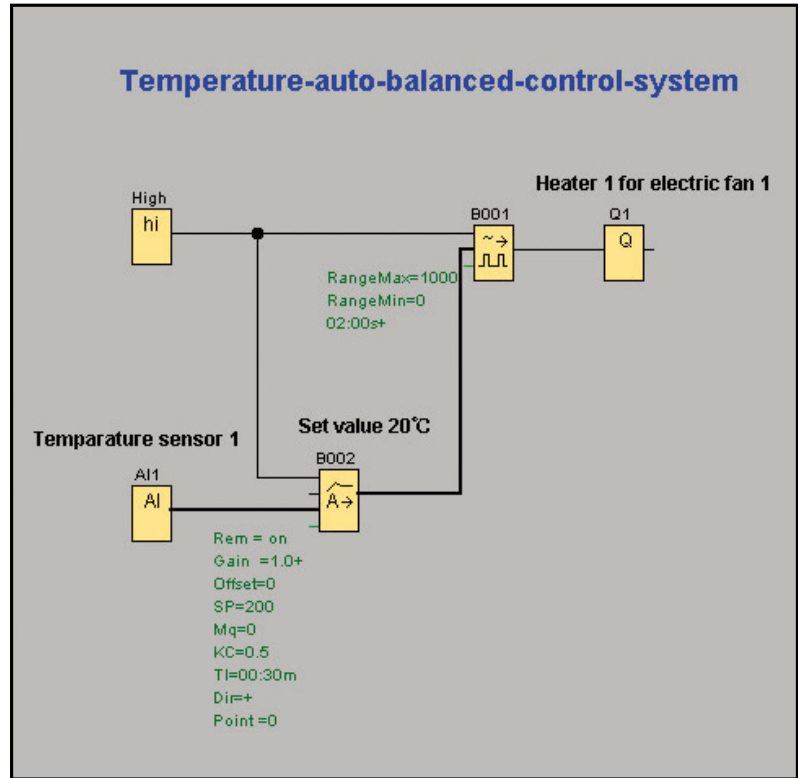 Temperature-auto-balanced-control-system
Heater 1 for electric fan 1
High
hi
B001
Q1
Q
RangeMax=1000
RangeMin=0
02:00s+
Temparature sensor 1
Set value 20℃
B002
A→
AI1
AI
Rem = on
Gain =1.0+
Offset=0
SP=200
Mq=0
KC=0.5
TI=00:30m
Dir=+
Point =0